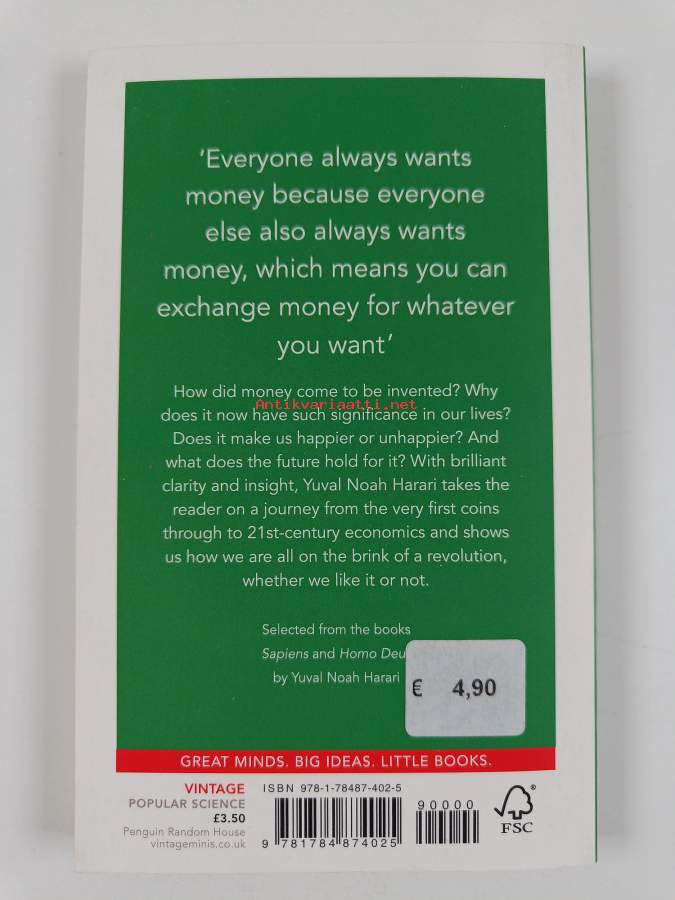 'Everyone always wants
money because everyone
else also always wants
money, which means you can
exchange money for whatever
you want'
How did money come to be invented? Why
Antikvariaatti.net
does it now have such significance in our lives?
Does it make us happier or unhappier? And
what does the future hold for it? With brilliant
clarity and insight, Yuval Noah Harari takes the
reader on a journey from the very first coins
through to 21st-century economics and shows
us how we are all on the brink of a revolution,
whether we like it or not.
Selected from the books
Sapiens and Homo Deu
by Yuval Noah Harari
€ 4,90
GREAT MINDS. BIG IDEAS. LITTLE BOOKS.
VINTAGE
POPULAR SCIENCE
£3.50
Penguin Random House
vintageminis.co.uk
ISBN 978-1-78487-402-5
90000
9 781784 874025
FSC
®